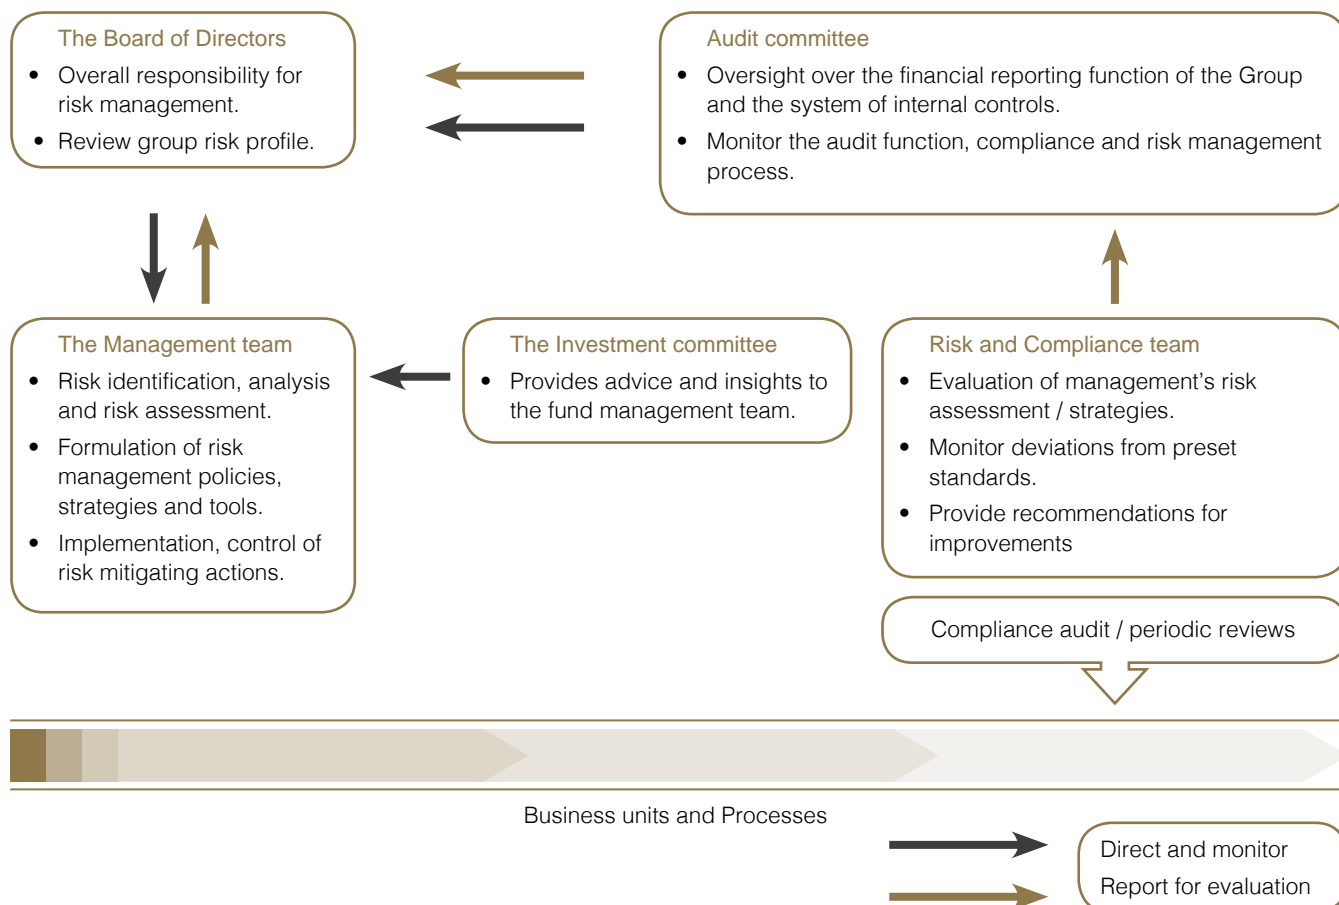 The Board of Directors
• Overall responsibility for
risk management.
• Review group risk profile.
Audit committee
• Oversight over the financial reporting function of the Group
and the system of internal controls.
• Monitor the audit function, compliance and risk management
process.
The Management team
• Risk identification, analysis
and risk assessment.
• Formulation of risk
management policies,
strategies and tools.
• Implementation, control of
risk mitigating actions.
The Investment committee
• Provides advice and insights to
the fund management team.
Risk and Compliance team
• Evaluation of management’s risk
assessment / strategies.
• Monitor deviations from preset
standards.
• Provide recommendations for
improvements
Compliance audit / periodic reviews
Business units and Processes
Direct and monitor
Report for evaluation